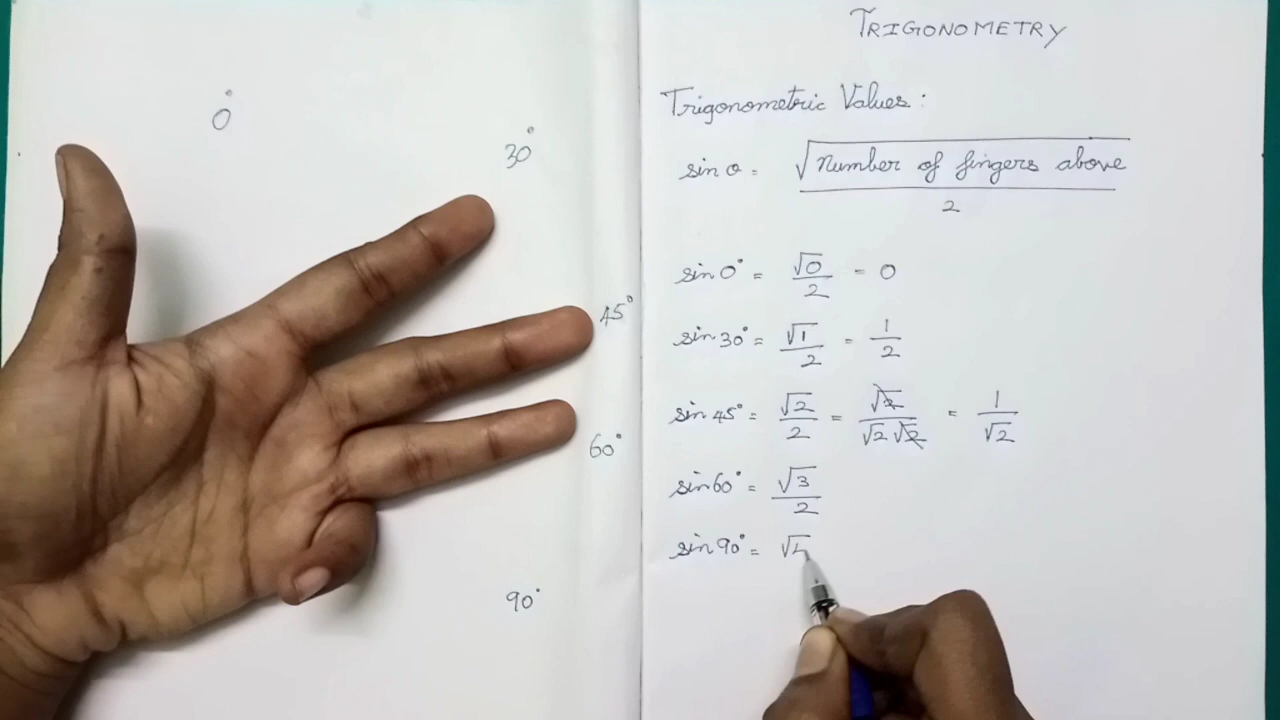 TRIGONOMETRY
0°
30°
45°
60°
90°
Trigonometric Values :
sin θ = √Number of fingers above / 2
sin 0° = √0 / 2 = 0
sin 30° = √1 / 2 = 1 / 2
sin 45° = √2 / 2 = √2 / √2 √2 = 1 / √2
sin 60° = √3 / 2
sin 90° = √4